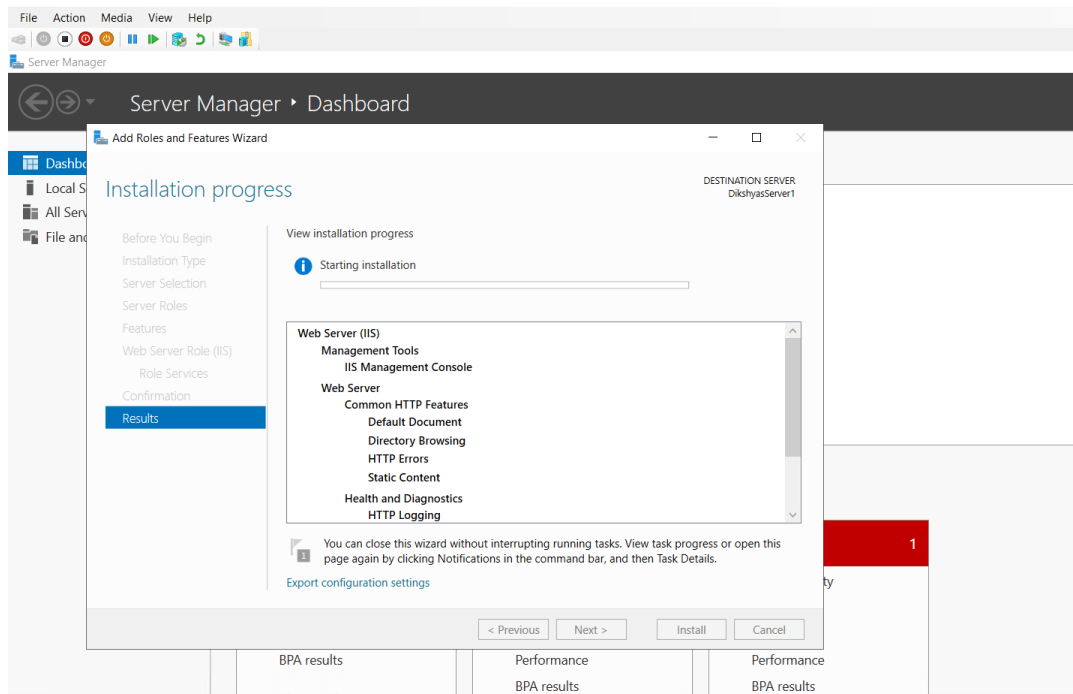 File Action Media View Help
Server Manager
Server Manager ‣ Dashboard
Add Roles and Features Wizard
Dashbo
Local S
All Serv
File and
Installation progress
DESTINATION SERVER
DikshyasServer1
Before You Begin
Installation Type
Server Selection
Server Roles
Features
Web Server Role (IIS)
Role Services
Confirmation
Results
View installation progress
Starting installation
Web Server (IIS)
Management Tools
IIS Management Console
Web Server
Common HTTP Features
Default Document
Directory Browsing
HTTP Errors
Static Content
Health and Diagnostics
HTTP Logging
1
You can close this wizard without interrupting running tasks. View task progress or open this
page again by clicking Notifications in the command bar, and then Task Details.
Export configuration settings
< Previous Next > Install Cancel
1
ty
BPA results Performance Performance
BPA results BPA results